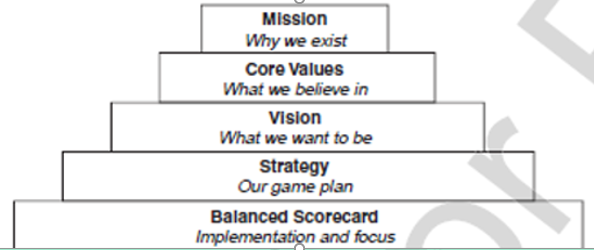 Mission
Why we exist
Core Values
What we believe in
Vision
What we want to be
Strategy
Our game plan
Balanced Scorecard
Implementation and focus
or